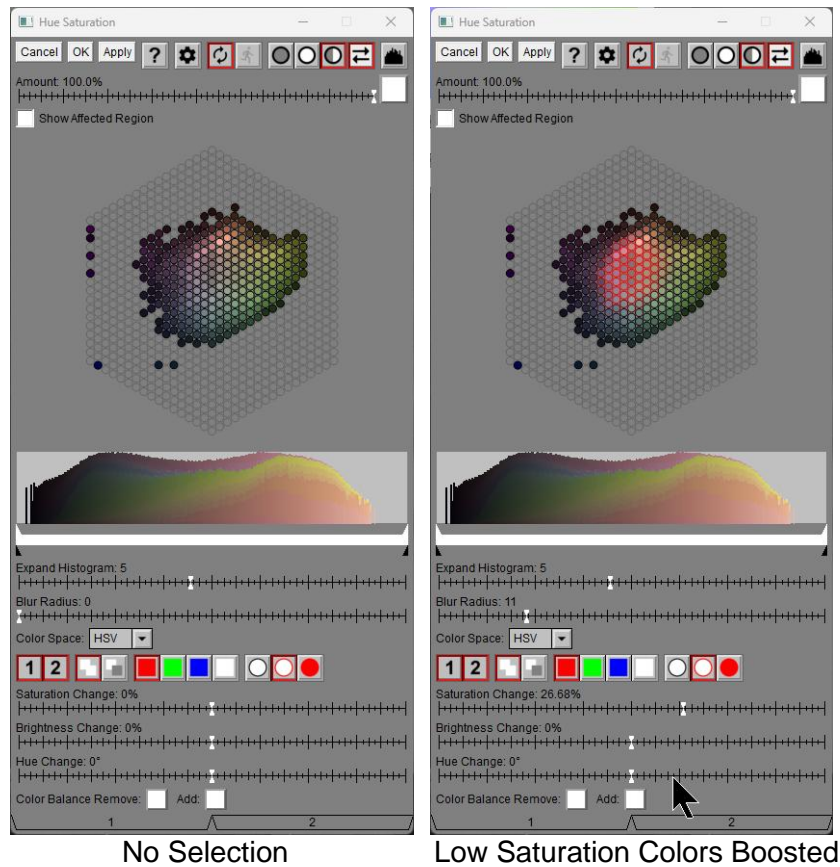 Hue Saturation
Cancel OK Apply ?
Amount: 100.0%
Show Affected Region
Expand Histogram: 5
Blur Radius: 0
Color Space: HSV
1 2
Saturation Change: 0%
Brightness Change: 0%
Hue Change: 0°
Color Balance Remove: Add:
1 2
No Selection
Hue Saturation
Cancel OK Apply ?
Amount: 100.0%
Show Affected Region
Expand Histogram: 5
Blur Radius: 11
Color Space: HSV
1 2
Saturation Change: 26.68%
Brightness Change: 0%
Hue Change: 0°
Color Balance Remove: Add:
1 2
Low Saturation Colors Boosted